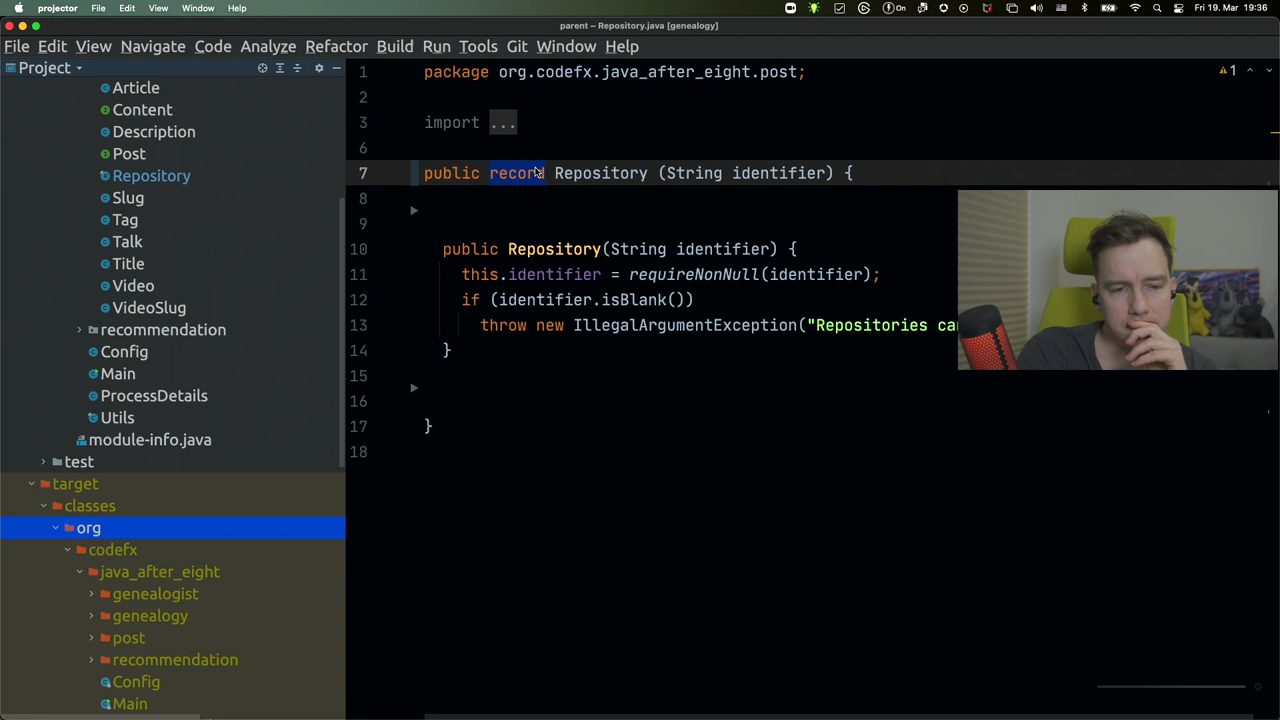 projector File Edit View Window Help On Fri 19. Mar 19:36
parent – Repository.java [genealogy]
File Edit View Navigate Code Analyze Refactor Build Run Tools Git Window Help
Project
Article
Content
Description
Post
Repository
Slug
Tag
Talk
Title
Video
VideoSlug
recommendation
Config
Main
ProcessDetails
Utils
module-info.java
test
target
classes
org
codefx
java_after_eight
genealogist
genealogy
post
recommendation
Config
Main
1 package org.codefx.java_after_eight.post; 1
2
3 import ...
6
7 public record Repository (String identifier) {
8
9
10 public Repository(String identifier) {
11 this.identifier = requireNonNull(identifier);
12 if (identifier.isBlank())
13 throw new IllegalArgumentException("Repositories ca
14 }
15
16
17 }
18